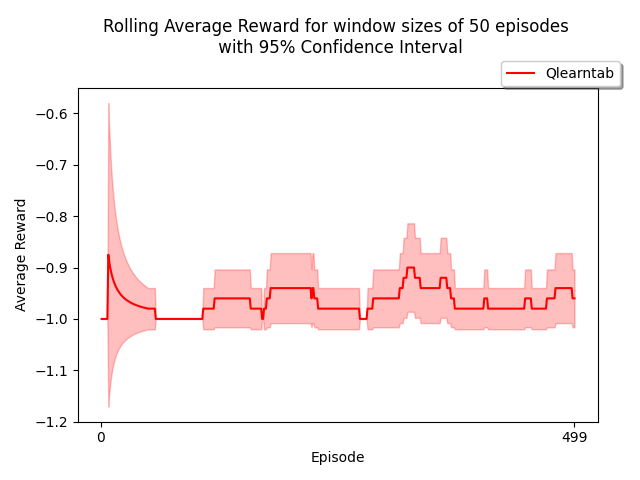 Rolling Average Reward for window sizes of 50 episodes
with 95% Confidence Interval
Qlearntab
−0.6
−0.7
−0.8
−0.9
−1.0
−1.1
−1.2
Average Reward
0
499
Episode